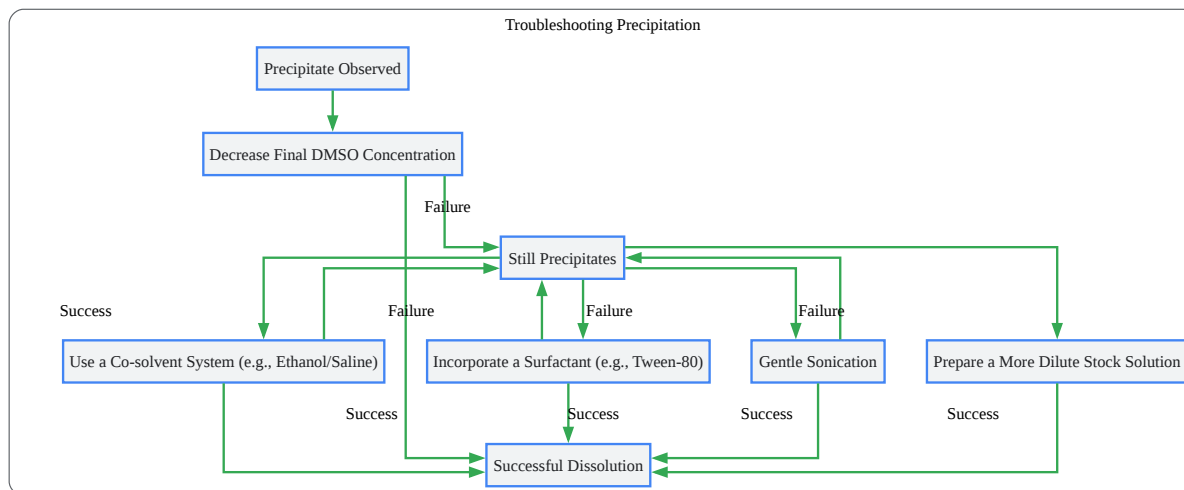 Troubleshooting Precipitation
Precipitate Observed
Decrease Final DMSO Concentration
Failure
Still Precipitates
Success
Failure
Failure
Failure
Use a Co-solvent System (e.g., Ethanol/Saline)
Incorporate a Surfactant (e.g., Tween-80)
Gentle Sonication
Prepare a More Dilute Stock Solution
Success
Success
Success
Success
Successful Dissolution